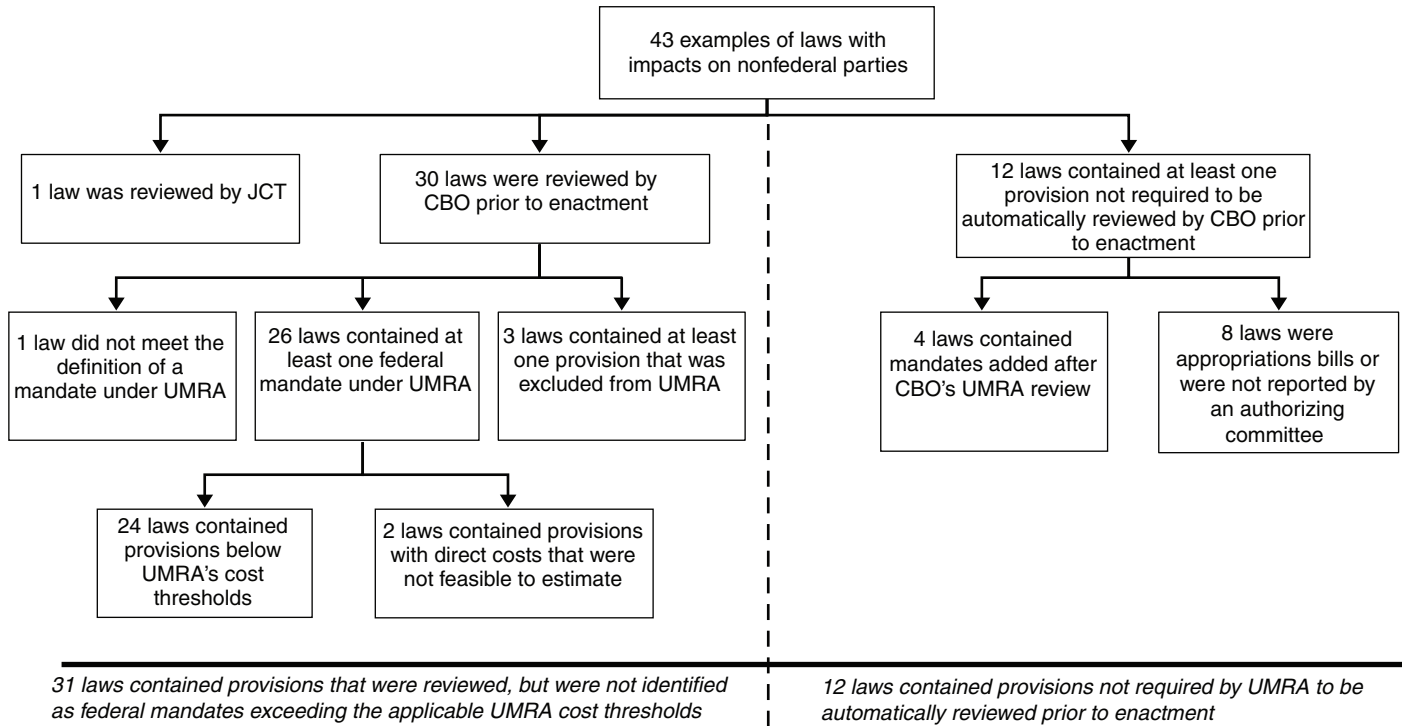 43 examples of laws with
impacts on nonfederal parties
1 law was reviewed by JCT
30 laws were reviewed by
CBO prior to enactment
12 laws contained at least one
provision not required to be
automatically reviewed by CBO prior
to enactment
1 law did not meet the
definition of a
mandate under UMRA
26 laws contained at
least one federal
mandate under UMRA
3 laws contained at least
one provision that was
excluded from UMRA
4 laws contained
mandates added after
CBO's UMRA review
8 laws were
appropriations bills or
were not reported by
an authorizing
committee
24 laws contained
provisions below
UMRA's cost
thresholds
2 laws contained provisions
with direct costs that were
not feasible to estimate
31 laws contained provisions that were reviewed, but were not identified
as federal mandates exceeding the applicable UMRA cost thresholds
12 laws contained provisions not required by UMRA to be
automatically reviewed prior to enactment